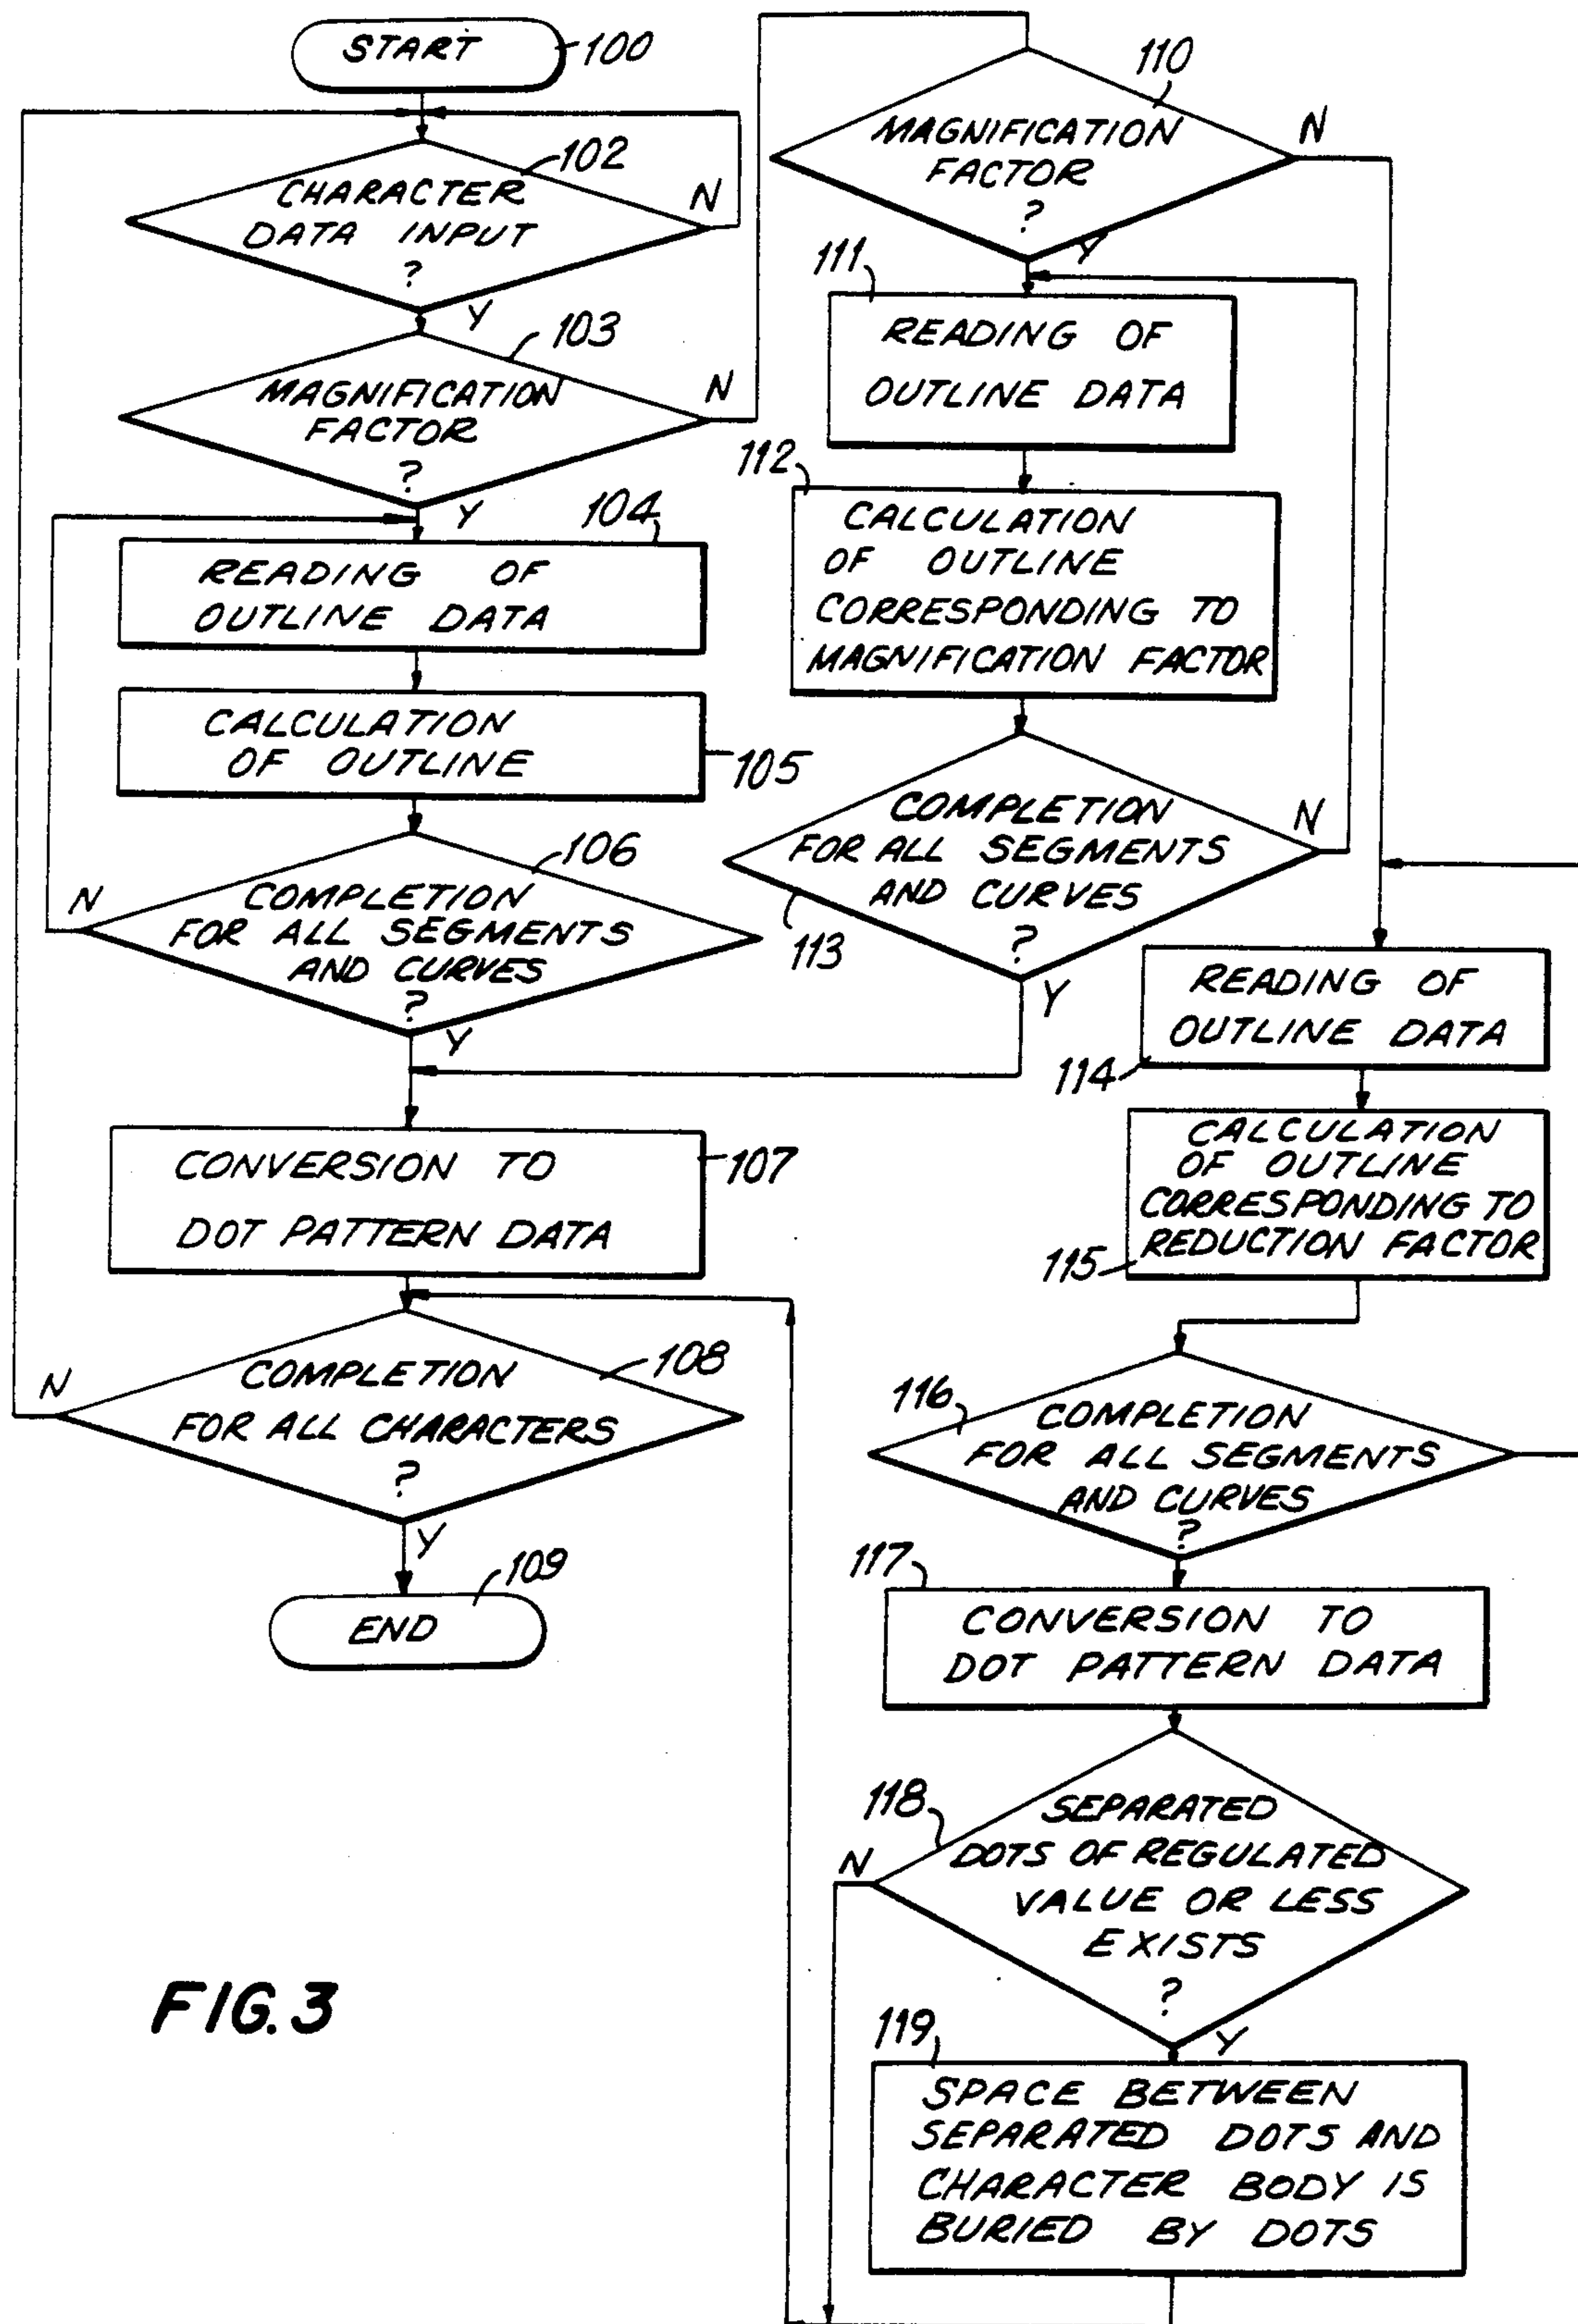 START
100
102
CHARACTER
DATA INPUT
?
N
Y
103
MAGNIFICATION
FACTOR
?
N
Y
104
READING OF
OUTLINE DATA
CALCULATION
OF OUTLINE
105
106
COMPLETION
FOR ALL SEGMENTS
AND CURVES
?
N
Y
CONVERSION TO
DOT PATTERN DATA
107
108
COMPLETION
FOR ALL CHARACTERS
?
N
Y
109
END
110
MAGNIFICATION
FACTOR
?
N
Y
111
READING OF
OUTLINE DATA
112
CALCULATION
OF OUTLINE
CORRESPONDING TO
MAGNIFICATION FACTOR
COMPLETION
FOR ALL SEGMENTS
AND CURVES
?
N
113
Y
READING OF
OUTLINE DATA
114
CALCULATION
OF OUTLINE
CORRESPONDING TO
REDUCTION FACTOR
115
116
COMPLETION
FOR ALL SEGMENTS
AND CURVES
?
117
CONVERSION TO
DOT PATTERN DATA
118
SEPARATED
DOTS OF REGULATED
VALUE OR LESS
EXISTS
?
N
Y
119
SPACE BETWEEN
SEPARATED DOTS AND
CHARACTER BODY IS
BURIED BY DOTS
FIG.3